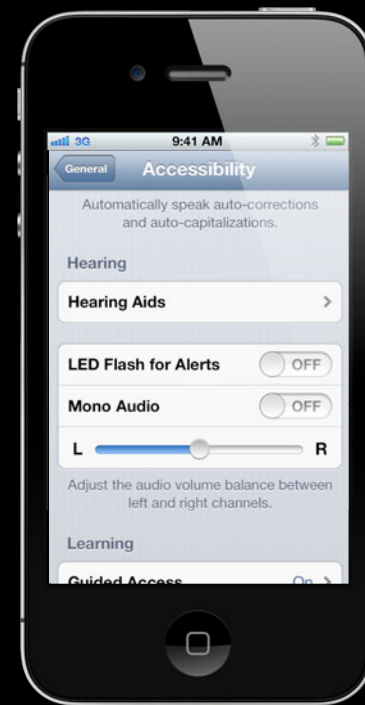 3G 9:41 AM
General Accessibility
Automatically speak auto-corrections
and auto-capitalizations.
Hearing
Hearing Aids
LED Flash for Alerts OFF
Mono Audio OFF
L R
Adjust the audio volume balance between
left and right channels.
Learning
Guided Access On